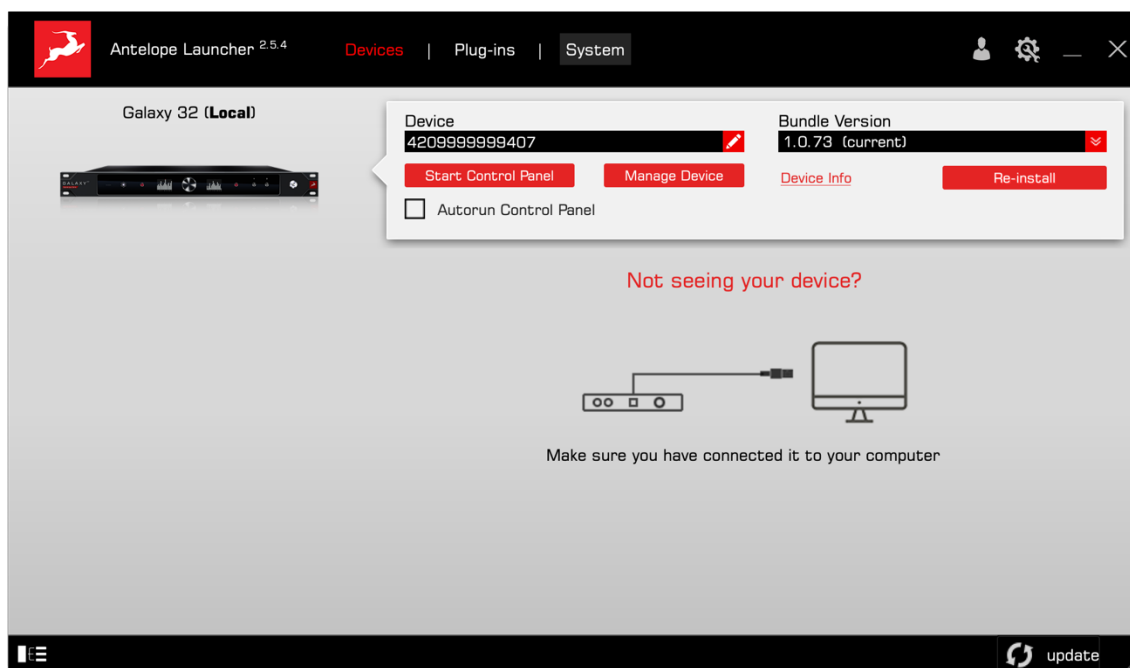 Antelope Launcher 2.5.4
Devices | Plug-ins | System
Galaxy 32 (Local)
GALAXY
Device
4209999999407
Bundle Version
1.0.73 (current)
Start Control Panel
Manage Device
Device Info
Re-install
Autorun Control Panel
Not seeing your device?
Make sure you have connected it to your computer
update